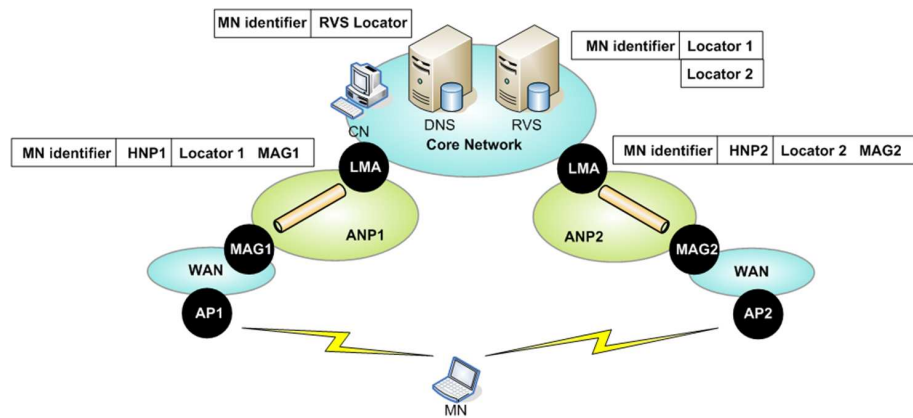 MN identifier RVS Locator
MN identifier Locator 1
Locator 2
CN
DNS
RVS
Core Network
MN identifier HNP1 Locator 1 MAG1
MN identifier HNP2 Locator 2 MAG2
LMA
LMA
ANP1
ANP2
MAG1
MAG2
WAN
WAN
AP1
AP2
MN